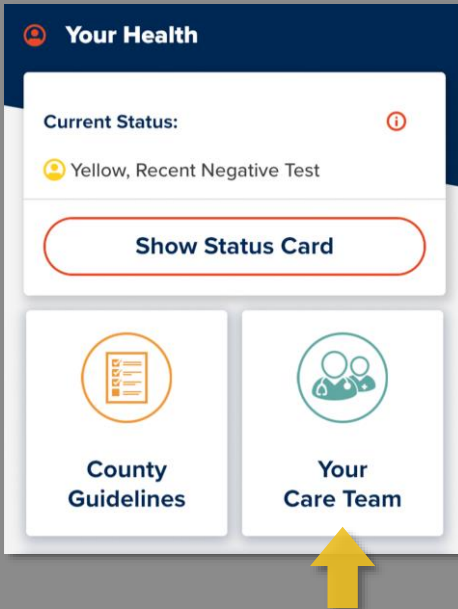 Your Health
Current Status:
Yellow, Recent Negative Test
Show Status Card
County
Guidelines
Your
Care Team